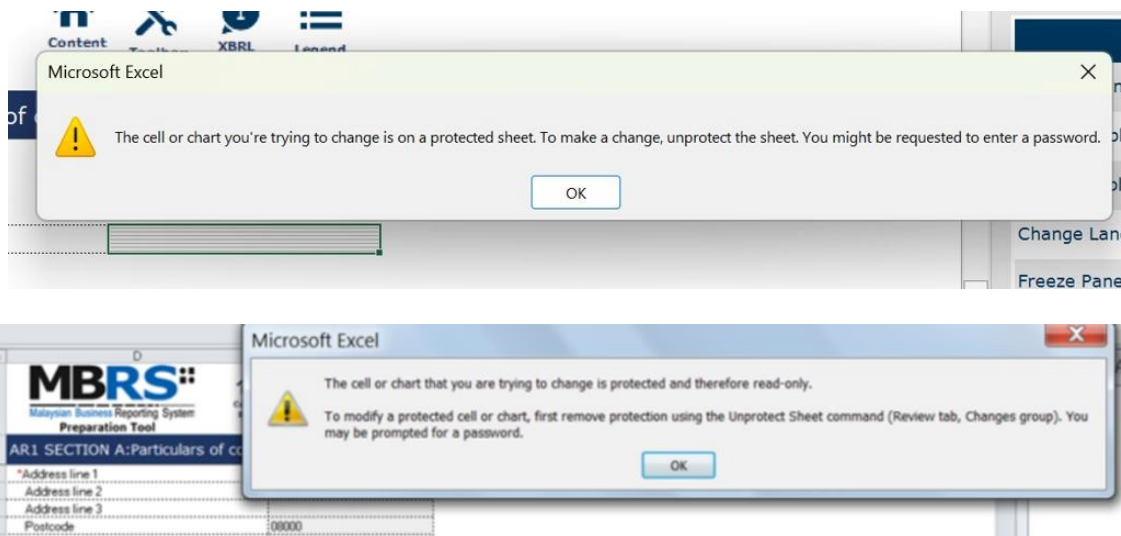 Content
Toolbox
XBRL
Legend
Microsoft Excel
of
The cell or chart you're trying to change is on a protected sheet. To make a change, unprotect the sheet. You might be requested to enter a password.
OK
Change Lan
Freeze Pane
D
Microsoft Excel
MBRS
Malaysian Business Reporting System
Preparation Tool
The cell or chart that you are trying to change is protected and therefore read-only.
To modify a protected cell or chart, first remove protection using the Unprotect Sheet command (Review tab, Changes group). You
may be prompted for a password.
OK
AR1 SECTION A:Particulars of co
*Address line 1
Address line 2
Address line 3
Postcode
08000